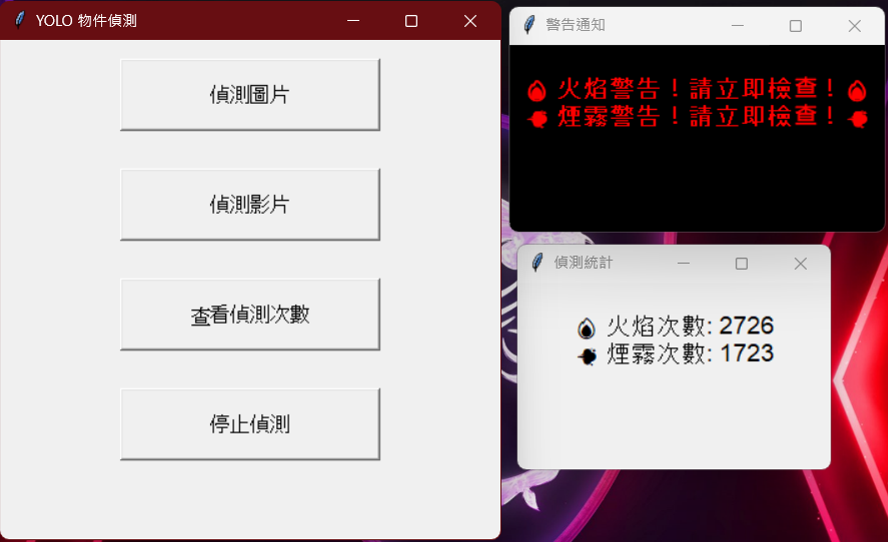 YOLO 物件偵測
偵測圖片
偵測影片
查看偵測次數
停止偵測
警告通知
🔥 火焰警告！請立即檢查！🔥
💨 煙霧警告！請立即檢查！💨
偵測統計
🔥 火焰次數: 2726
💨 煙霧次數: 1723